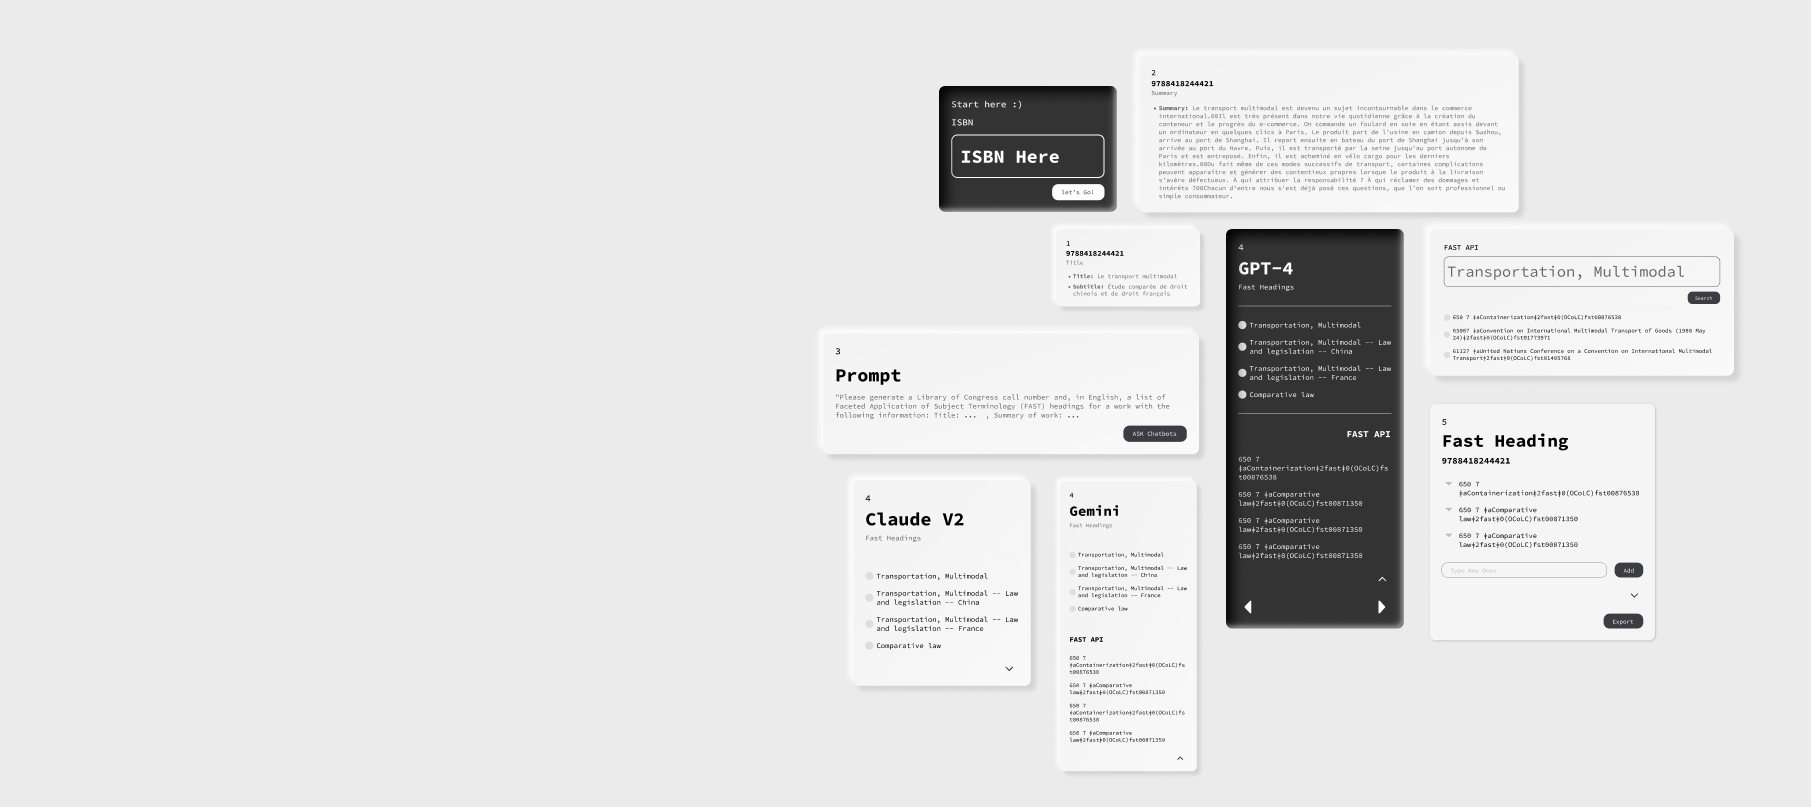 Start here :)
ISBN
ISBN Here
let's Go!
2
9788418244421
Summary
• Summary: Le transport multimodal est devenu un sujet incontournable dans le commerce
international.00Il est très présent dans notre vie quotidienne grâce à la création du
conteneur et le progrès du e-commerce. On commande un foulard en soie en étant assis devant
un ordinateur en quelques clics à Paris. Le produit part de l'usine en camion depuis Suzhou,
arrive au port de Shanghai. Il repart ensuite en bateau du port de Shanghai jusqu'à son
arrivée au port du Havre. Puis, il est transporté par la seine jusqu'au port autonome de
Paris et est entreposé. Enfin, il est acheminé en vélo cargo pour les derniers
kilomètres.00Du fait même de ces modes successifs de transport, certaines complications
peuvent apparaître et générer des contentieux propres lorsque le produit à la livraison
s'avère défectueux. À qui attribuer la responsabilité ? À qui réclamer des dommages et
intérêts ?00Chacun d'entre nous s'est déjà posé ces questions, que l'on soit professionnel ou
simple consommateur.
1
9788418244421
Title
• Title: Le transport multimodal
• Subtitle: Etude comparée de droit
chinois et de droit français
3
Prompt
"Please generate a Library of Congress call number and, in English, a list of
Faceted Application of Subject Terminology (FAST) headings for a work with the
following information: Title: ... , Summary of work: ...
ASK Chatbots
4
Claude V2
Fast Headings
Transportation, Multimodal
Transportation, Multimodal -- Law
and legislation -- China
Transportation, Multimodal -- Law
and legislation -- France
Comparative law
4
Gemini
Fast Headings
Transportation, Multimodal
Transportation, Multimodal -- Law
and legislation -- China
Transportation, Multimodal -- Law
and legislation -- France
Comparative law
FAST API
650 7
ǂaContainerizationǂ2fastǂ0(OCoLC)fs
t00876538
650 7 ǂaComparative
lawǂ2fastǂ0(OCoLC)fst00871350
650 7
ǂaContainerizationǂ2fastǂ0(OCoLC)fs
t00876538
650 7 ǂaComparative
lawǂ2fastǂ0(OCoLC)fst00871350
4
GPT-4
Fast Headings
Transportation, Multimodal
Transportation, Multimodal -- Law
and legislation -- China
Transportation, Multimodal -- Law
and legislation -- France
Comparative law
FAST API
650 7
ǂaContainerizationǂ2fastǂ0(OCoLC)fs
t00876538
650 7 ǂaComparative
lawǂ2fastǂ0(OCoLC)fst00871350
650 7 ǂaComparative
lawǂ2fastǂ0(OCoLC)fst00871350
650 7 ǂaComparative
lawǂ2fastǂ0(OCoLC)fst00871350
FAST API
Transportation, Multimodal
Search
650 7 ǂaContainerizationǂ2fastǂ0(OCoLC)fst00876538
63007 ǂaConvention on International Multimodal Transport of Goods (1980 May
24)ǂ2fastǂ0(OCoLC)fst01773971
61127 ǂaUnited Nations Conference on a Convention on International Multimodal
Transportǂ2fastǂ0(OCoLC)fst01405768
5
Fast Heading
9788418244421
650 7
ǂaContainerizationǂ2fastǂ0(OCoLC)fst00876538
650 7 ǂaComparative
lawǂ2fastǂ0(OCoLC)fst00871350
650 7 ǂaComparative
lawǂ2fastǂ0(OCoLC)fst00871350
Type New Ones
Add
Export